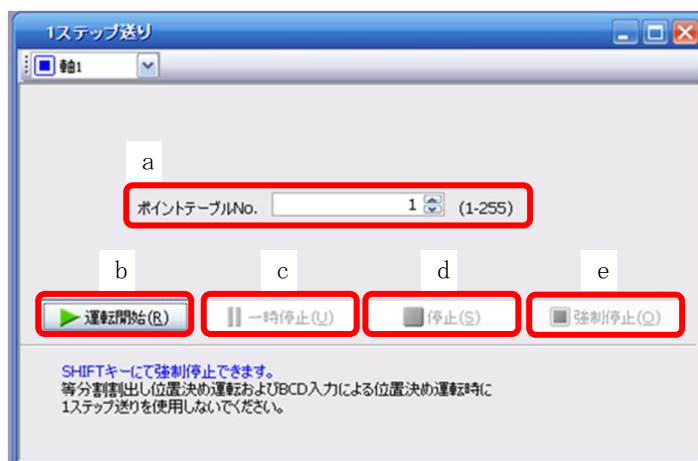 1ステップ送り
軸1
a
ポイントテーブルNo. 1 (1-255)
b c d e
運転開始(R) 一時停止(U) 停止(S) 強制停止(O)
SHIFTキーにて強制停止できます。
等分割割出し位置決め運転およびBCD入力による位置決め運転時に
1ステップ送りを使用しないでください。